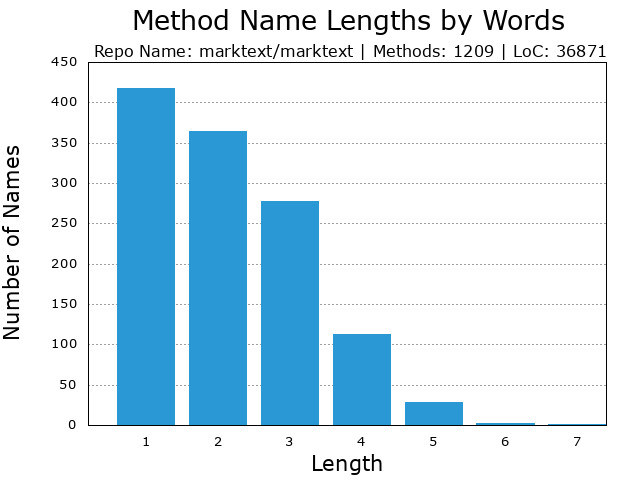 Method Name Lengths by Words
Repo Name: marktext/marktext | Methods: 1209 | LoC: 36871
Number of Names
450
400
350
300
250
200
150
100
50
0
1 2 3 4 5 6 7
Length